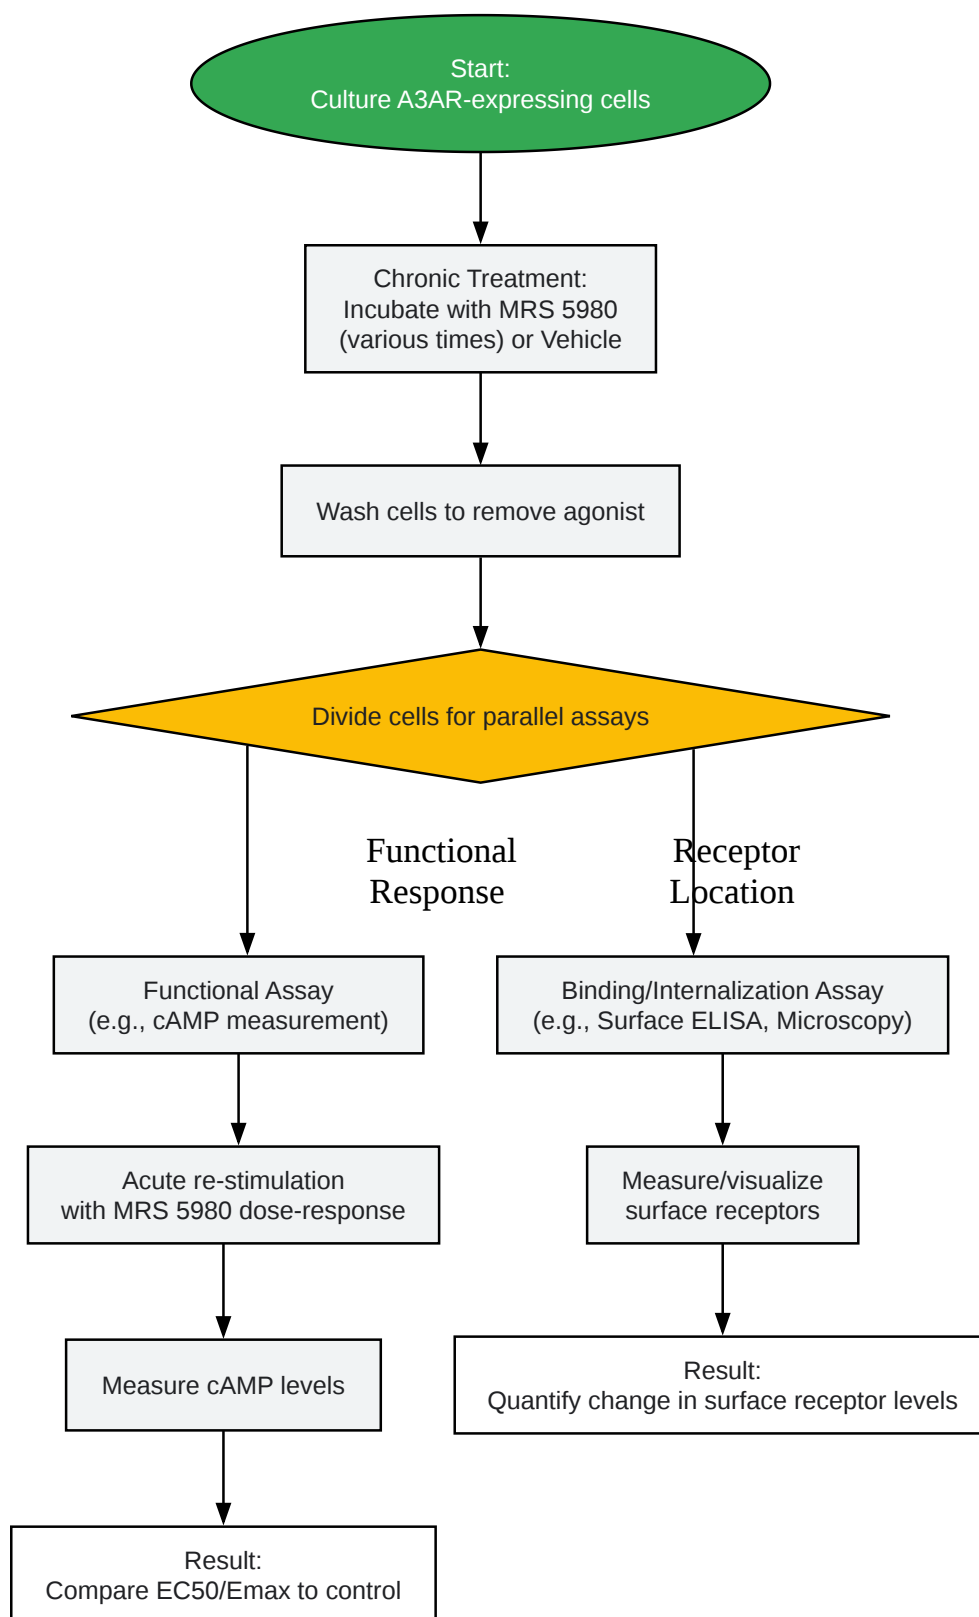 Start:
Culture A3AR-expressing cells
Chronic Treatment:
Incubate with MRS 5980
(various times) or Vehicle
Wash cells to remove agonist
Divide cells for parallel assays
Functional
Response
Receptor
Location
Functional Assay
(e.g., cAMP measurement)
Binding/Internalization Assay
(e.g., Surface ELISA, Microscopy)
Acute re-stimulation
with MRS 5980 dose-response
Measure/visualize
surface receptors
Measure cAMP levels
Result:
Quantify change in surface receptor levels
Result:
Compare EC50/Emax to control